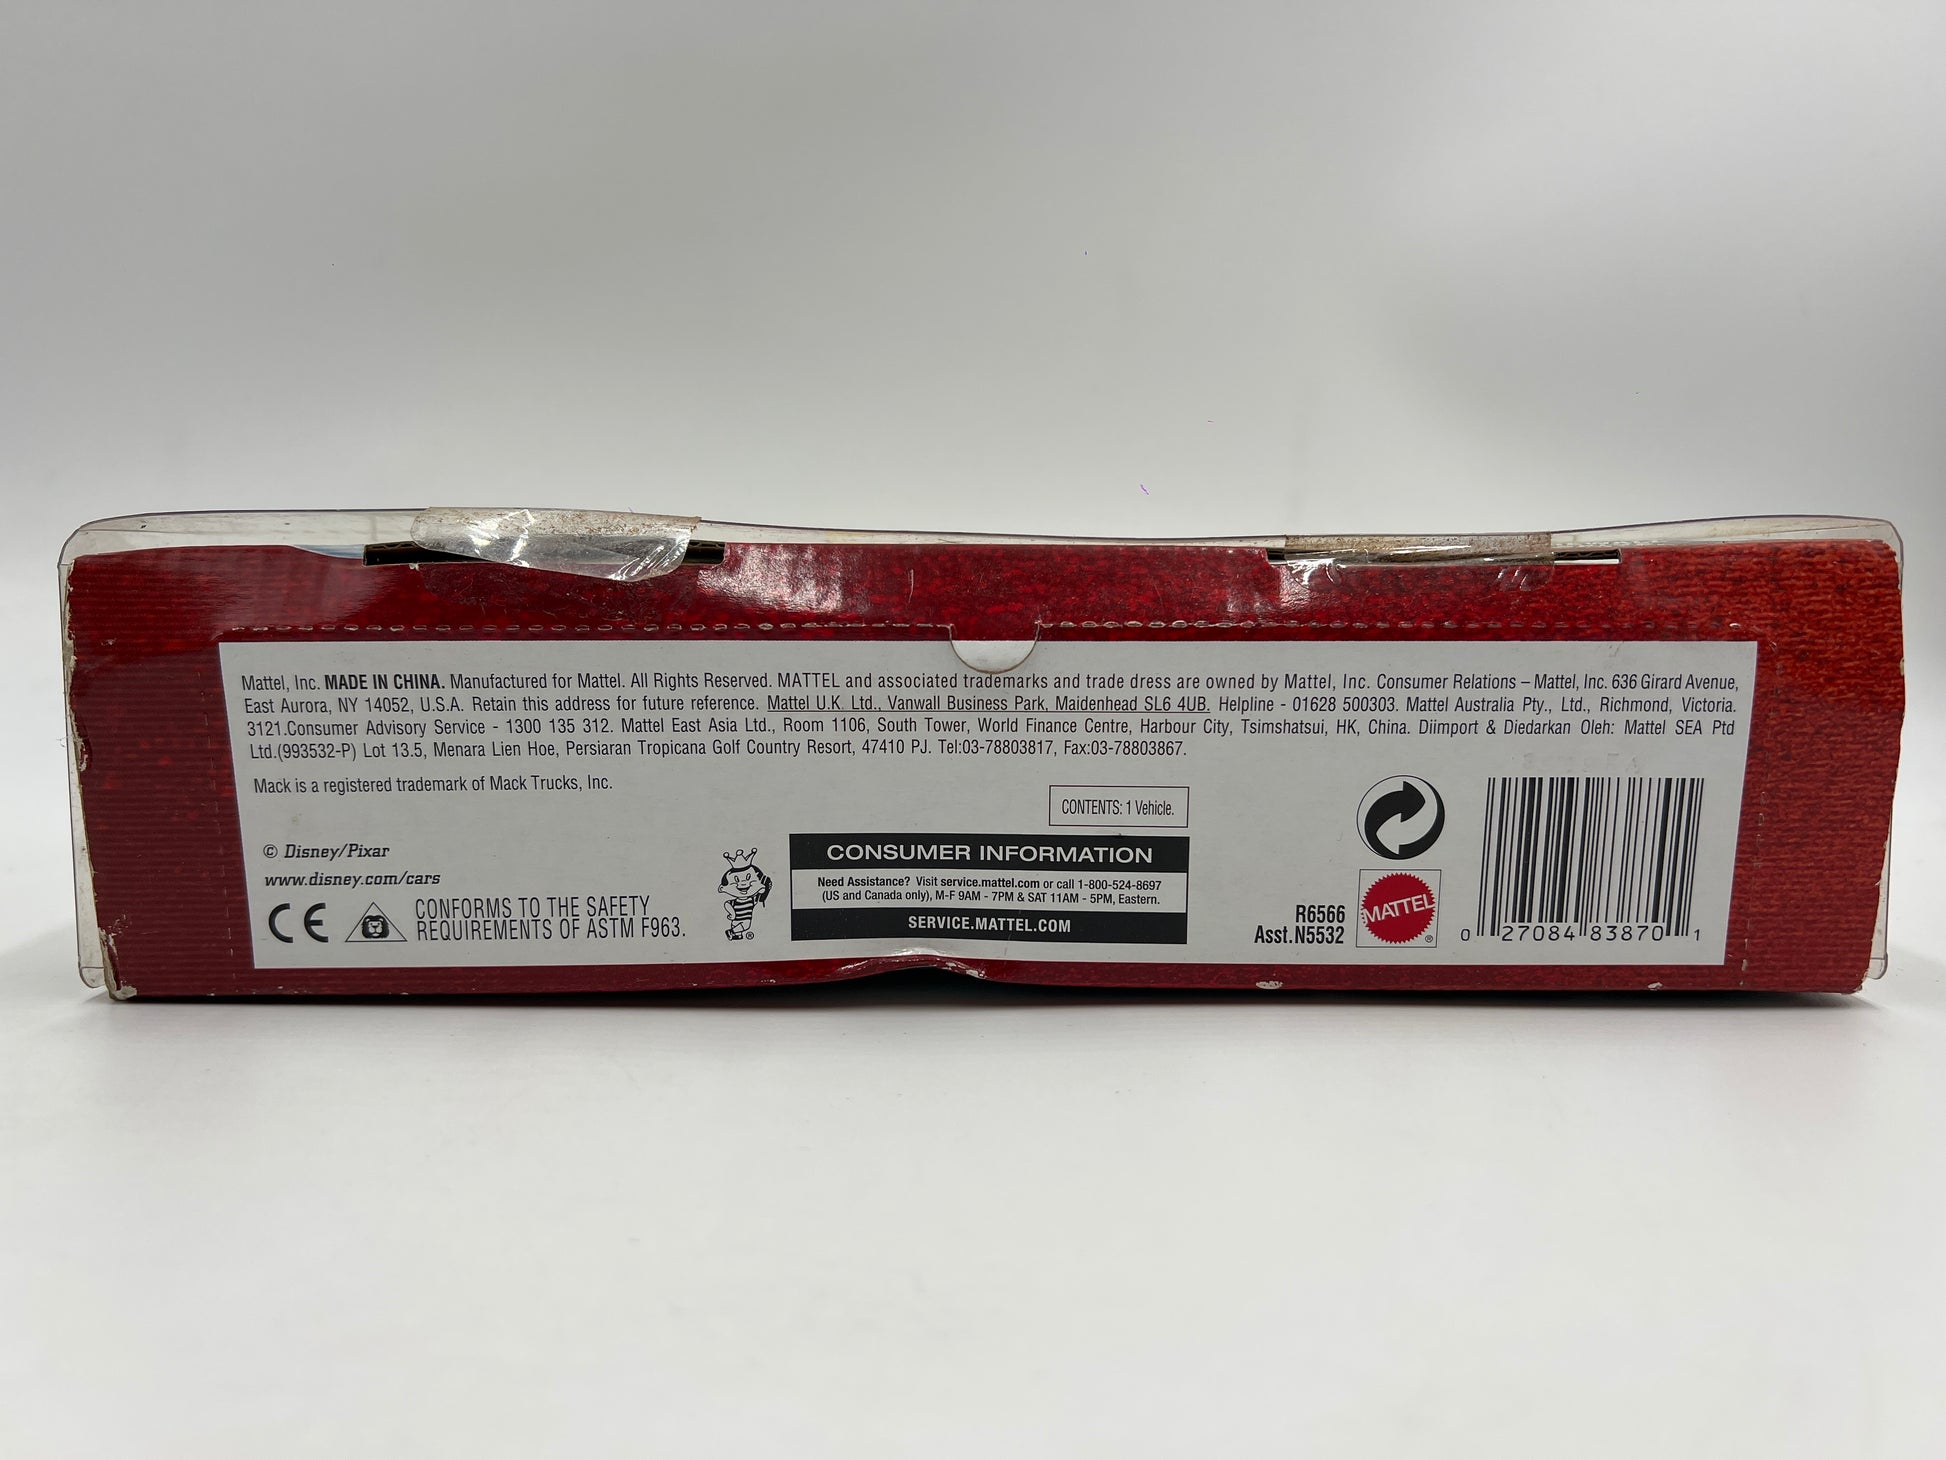 Mattel, Inc. MADE IN CHINA. Manufactured for Mattel. All Rights Reserved. MATTEL and associated trademarks and trade dress are owned by Mattel, Inc. Consumer Relations – Mattel, Inc. 636 Girard Avenue,
East Aurora, NY 14052, U.S.A. Retain this address for future reference. Mattel U.K. Ltd., Vanwall Business Park, Maidenhead SL6 4UB. Helpline - 01628 500303. Mattel Australia Pty., Ltd., Richmond, Victoria.
3121.Consumer Advisory Service - 1300 135 312. Mattel East Asia Ltd., Room 1106, South Tower, World Finance Centre, Harbour City, Tsimshatsui, HK, China. Diimport & Diedarkan Oleh: Mattel SEA Ptd
Ltd.(993532-P) Lot 13.5, Menara Lien Hoe, Persiaran Tropicana Golf Country Resort, 47410 PJ. Tel:03-78803817, Fax:03-78803867.
Mack is a registered trademark of Mack Trucks, Inc.
CONTENTS: 1 Vehicle.
© Disney/Pixar
www.disney.com/cars
CE
CONFORMS TO THE SAFETY
REQUIREMENTS OF ASTM F963.
®
CONSUMER INFORMATION
Need Assistance? Visit service.mattel.com or call 1-800-524-8697
(US and Canada only), M-F 9AM - 7PM & SAT 11AM - 5PM, Eastern.
SERVICE.MATTEL.COM
R6566
Asst.N5532
MATTEL
®
0 27084 83870 1